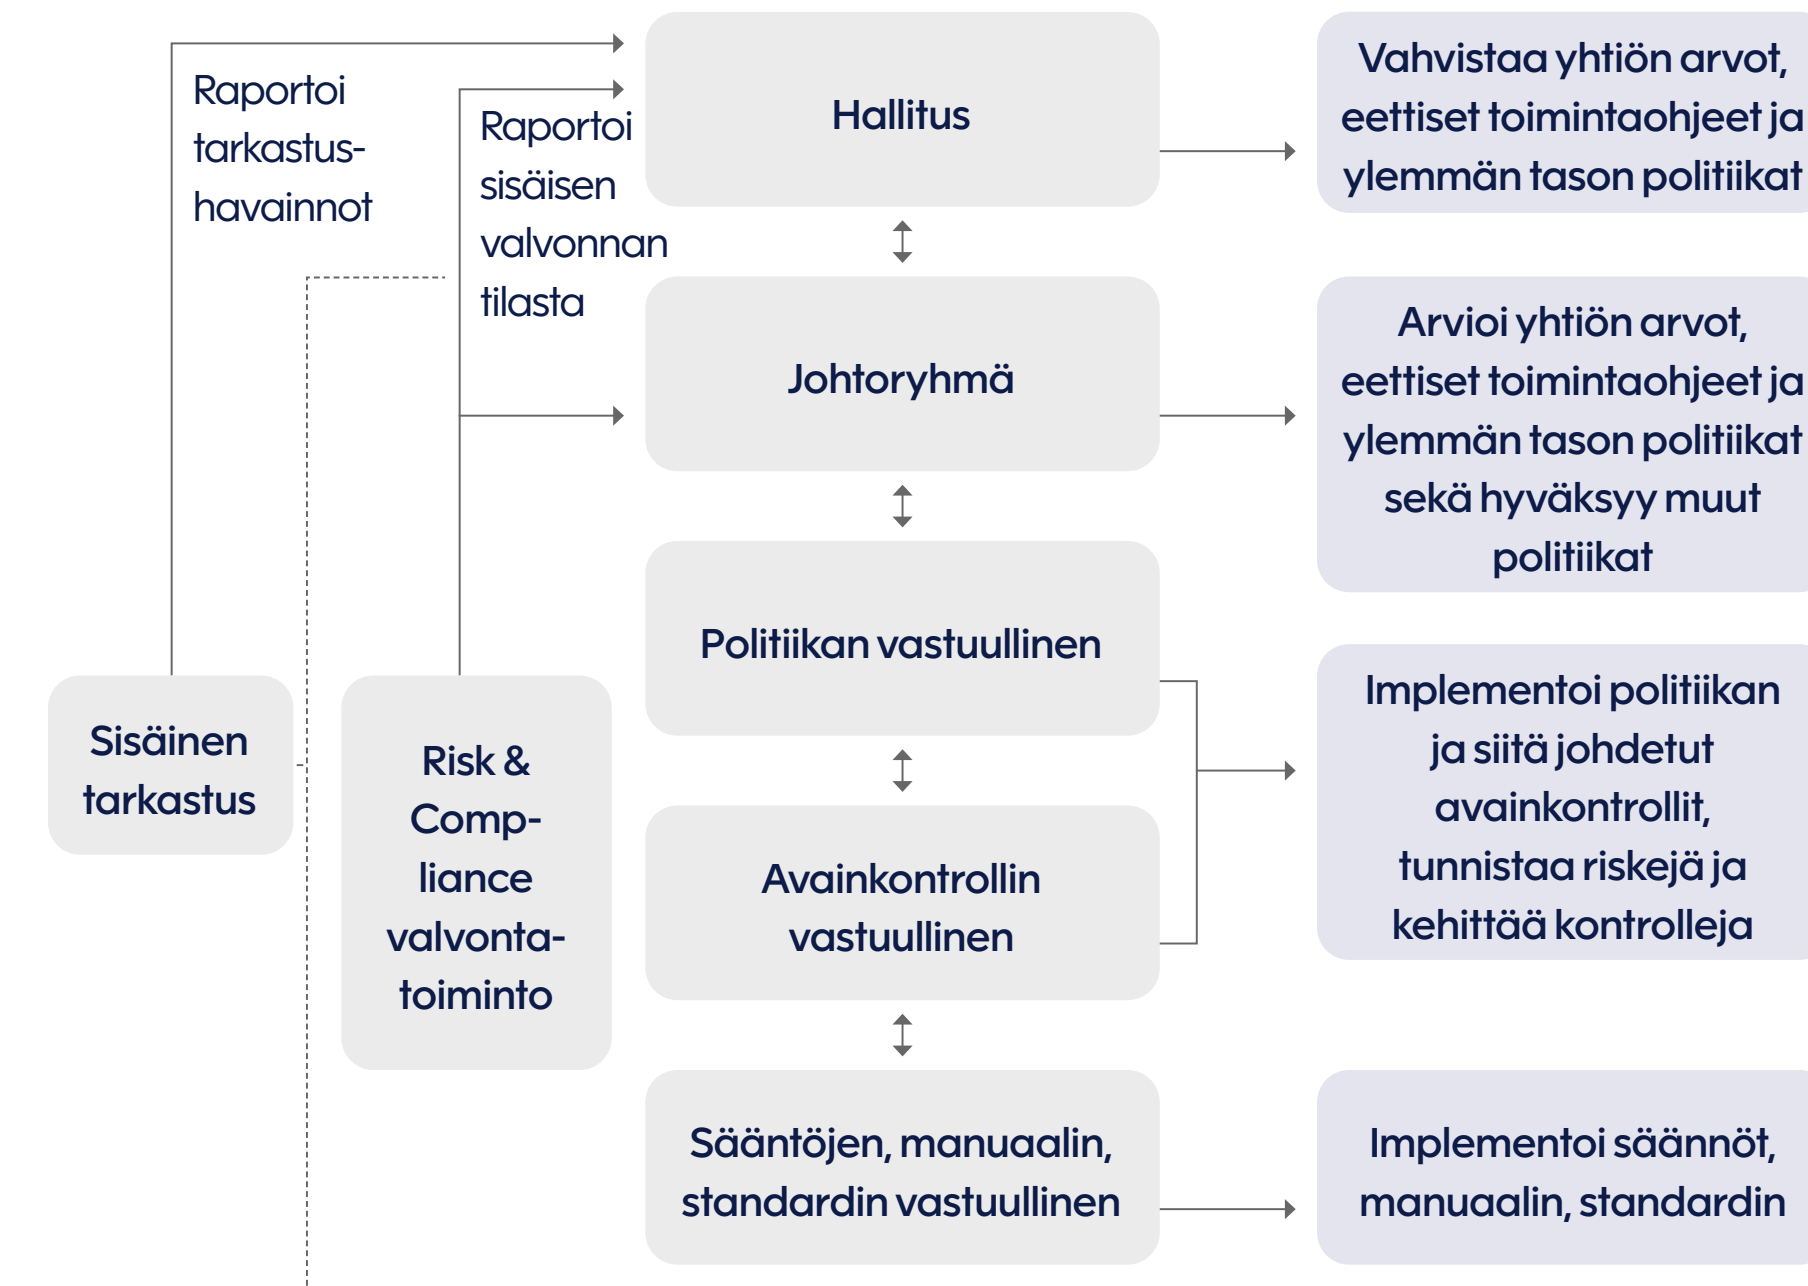 Raportoi
tarkastus-
havainnot
Raportoi
sisäisen
valvonnan
tilasta
Sisäinen
tarkastus
Risk &
Comp-
liance
valvonta-
toiminto
Hallitus
Johtoryhmä
Politiikan vastuullinen
Avainkontrollin
vastuullinen
Sääntöjen, manuaalin,
standardin vastuullinen
Vahvistaa yhtiön arvot,
eettiset toimintaohjeet ja
ylemmän tason politiikat
Arvioi yhtiön arvot,
eettiset toimintaohjeet ja
ylemmän tason politiikat
sekä hyväksyy muut
politiikat
Implementoi politiikan
ja siitä johdetut
avainkontrollit,
tunnistaa riskejä ja
kehittää kontrolleja
Implementoi säännöt,
manuaalin, standardin